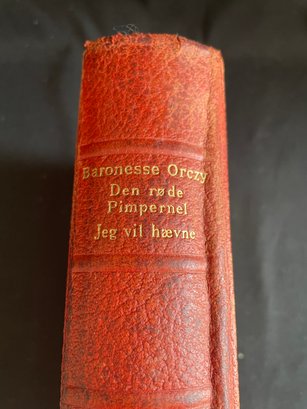 Baronesse Orczy
Den røde
Pimpernel
Jeg vil hævne